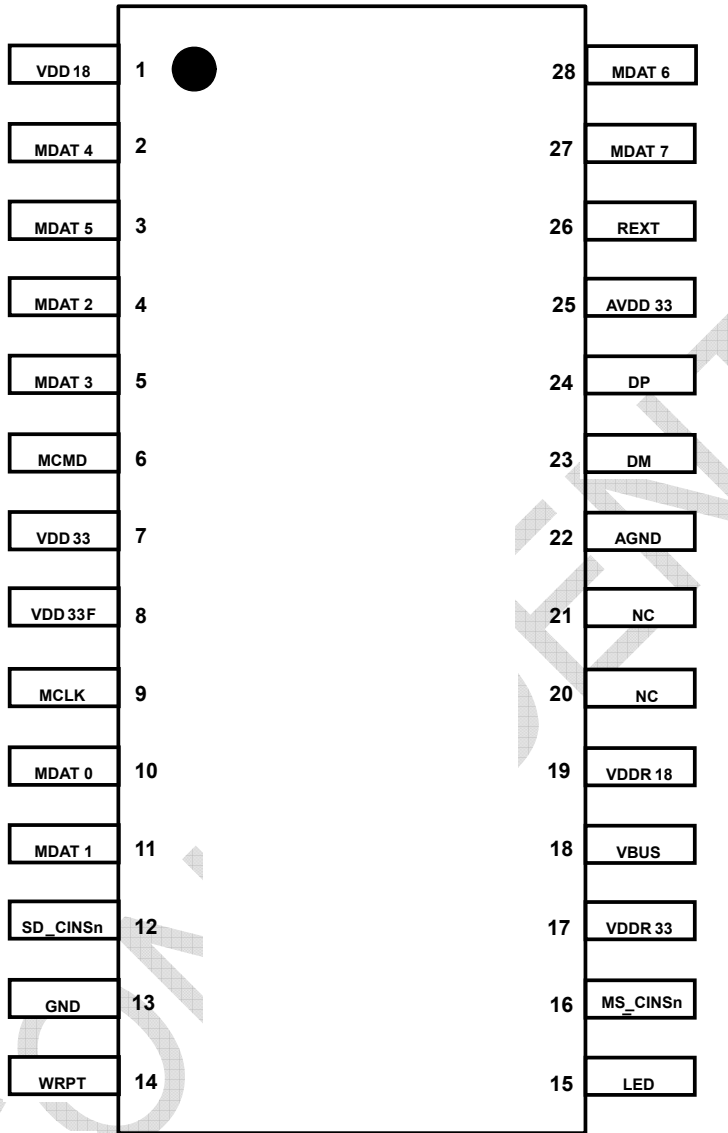 VDD 18 1 28 MDAT 6
MDAT 4 2 27 MDAT 7
MDAT 5 3 26 REXT
MDAT 2 4 25 AVDD 33
MDAT 3 5 24 DP
MCMD 6 23 DM
VDD 33 7 22 AGND
VDD 33F 8 21 NC
MCLK 9 20 NC
MDAT 0 10 19 VDDR 18
MDAT 1 11 18 VBUS
SD_CINSn 12 17 VDDR 33
GND 13 16 MS_CINSn
WRPT 14 15 LED